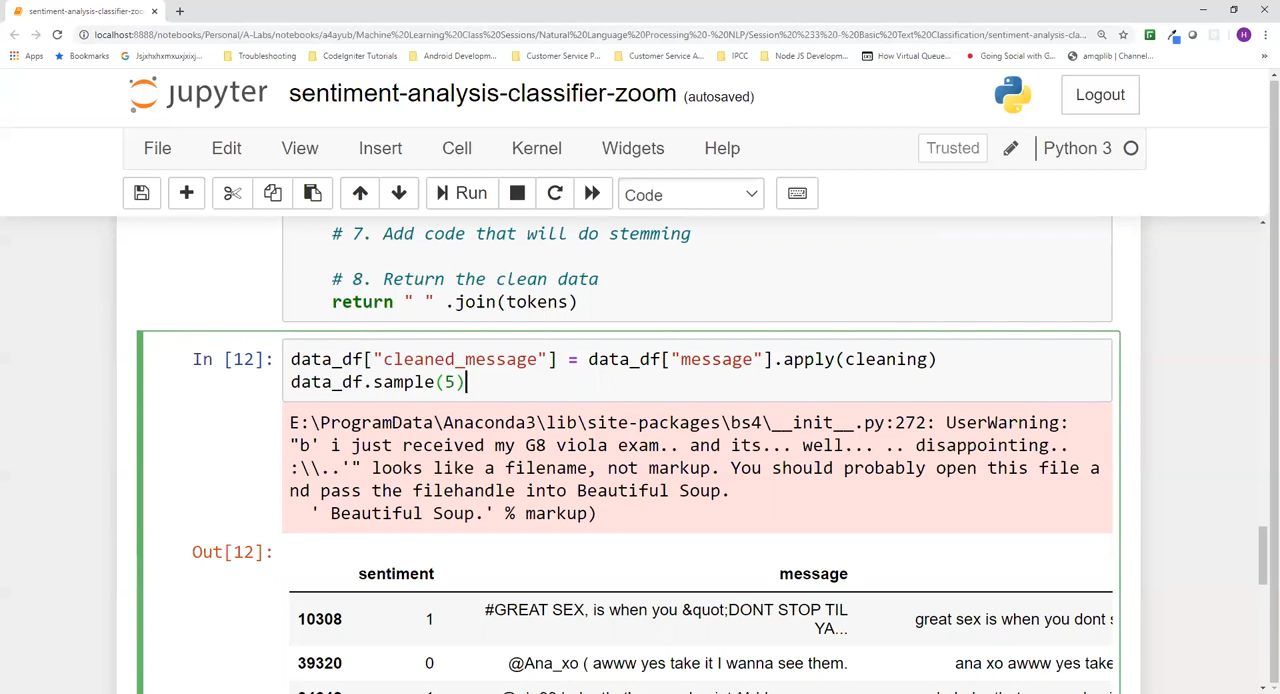 sentiment-analysis-classifier-zoom
localhost:8888/notebooks/Personal/A-Labs/notebooks/a4ayub/Machine%20Learning%20Class%20Sessions/Natural%20Language%20Processing%20-%20NLP/Session%20%233%20-%20Basic%20Text%20Classification/sentiment-analysis-cla...
H
Apps Bookmarks Jsjxhxhxmxuxjxixj... Troubleshooting CodeIgniter Tutorials Android Developm... Customer Service P... Customer Service A... IPCC Node JS Developm... How Virtual Queue... Going Social with G... amqplib | Channel... »
jupyter sentiment-analysis-classifier-zoom (autosaved) Logout
File Edit View Insert Cell Kernel Widgets Help Trusted Python 3
Run Code
# 7. Add code that will do stemming
# 8. Return the clean data
return " " .join(tokens)
In [12]: data_df["cleaned_message"] = data_df["message"].apply(cleaning)
data_df.sample(5)
E:\ProgramData\Anaconda3\lib\site-packages\bs4\__init__.py:272: UserWarning:
"b' i just received my G8 viola exam.. and its... well... .. disappointing..
:\\..'" looks like a filename, not markup. You should probably open this file a
nd pass the filehandle into Beautiful Soup.
' Beautiful Soup.' % markup)
Out[12]:
sentiment message
10308 1 #GREAT SEX, is when you &quot;DONT STOP TIL YA... great sex is when you dont
39320 0 @Ana_xo ( awww yes take it I wanna see them. ana xo awww yes take